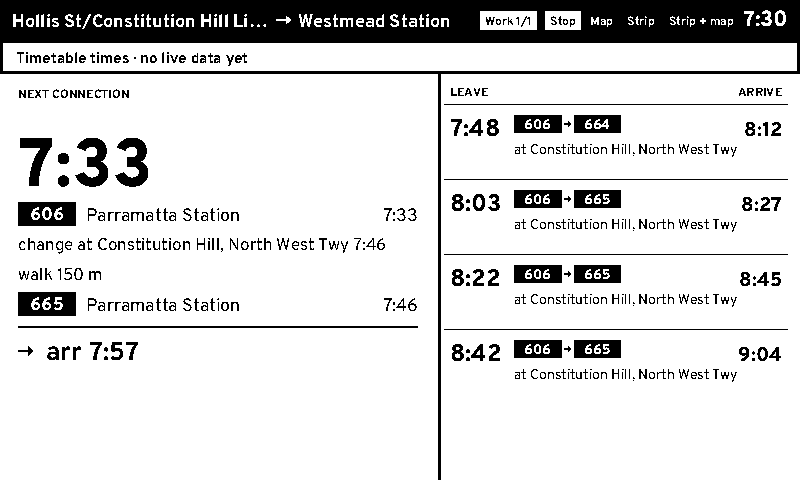 Hollis St/Constitution Hill Li... → Westmead Station Work 1/1 Stop Map Strip Strip + map 7:30
Timetable times · no live data yet
NEXT CONNECTION
7:33
606 Parramatta Station 7:33
change at Constitution Hill, North West Twy 7:46
walk 150 m
665 Parramatta Station 7:46
→ arr 7:57
LEAVE ARRIVE
7:48 606 → 664 8:12
at Constitution Hill, North West Twy
8:03 606 → 665 8:27
at Constitution Hill, North West Twy
8:22 606 → 665 8:45
at Constitution Hill, North West Twy
8:42 606 → 665 9:04
at Constitution Hill, North West Twy